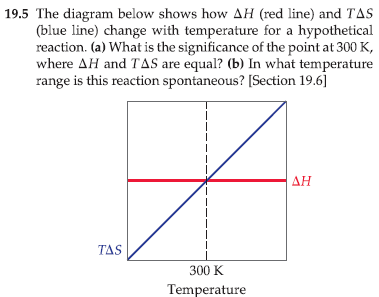 19.5 The diagram below shows how ΔH (red line) and TΔS
(blue line) change with temperature for a hypothetical
reaction. (a) What is the significance of the point at 300 K,
where ΔH and TΔS are equal? (b) In what temperature
range is this reaction spontaneous? [Section 19.6]
ΔH
TΔS
300 K
Temperature